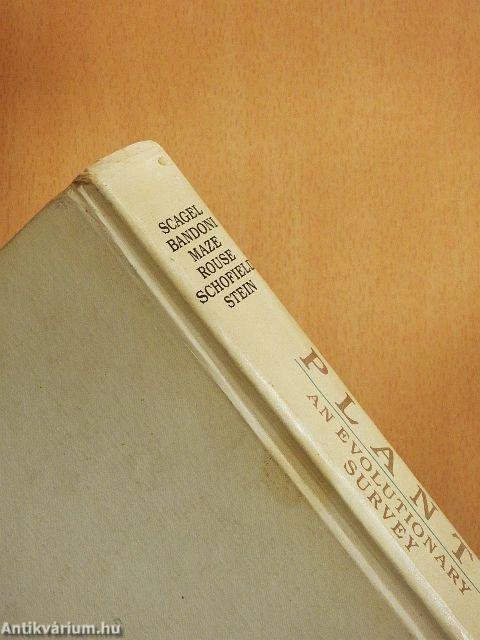 SCAGEL
BANDONI
MAZE
ROUSE
SCHOFIELD
STEIN
PLANT
AN EVOLUTIONARY
SURVEY
Antikvárium.hu